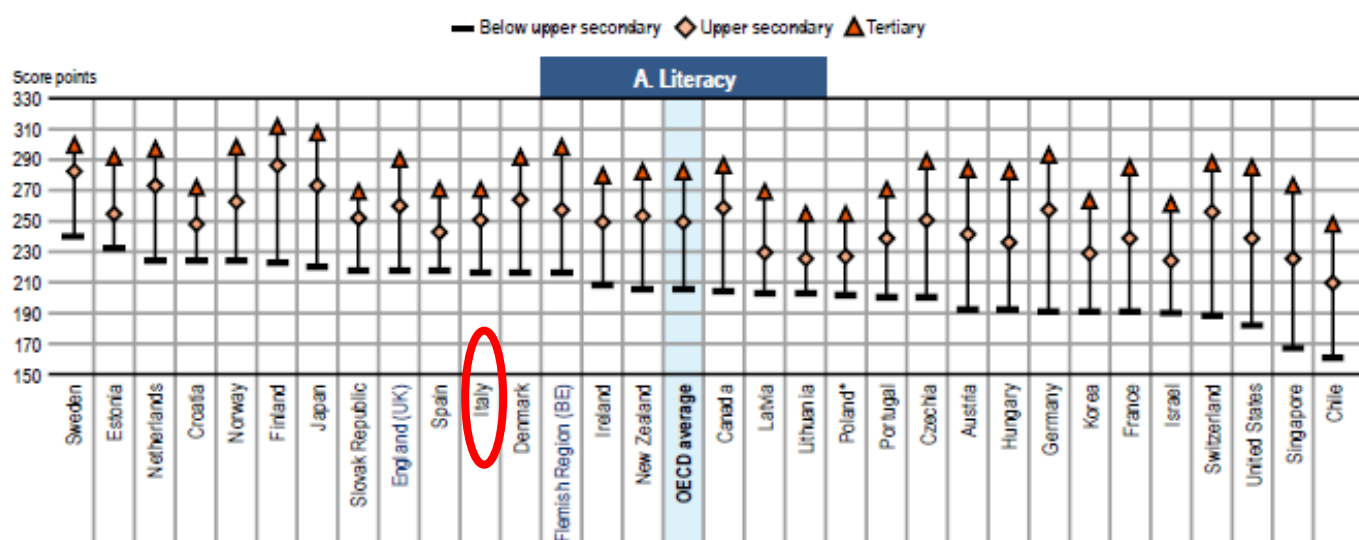 Below upper secondary Upper secondary Tertiary
A. Literacy
Score points
330
310
290
270
250
230
210
190
170
150
Sweden
Estonia
Netherlands
Croatia
Norway
Finland
Japan
Slovak Republic
England (UK)
Spain
Italy
Denmark
Flemish Region (BE)
Ireland
New Zealand
OECD average
Canada
Latvia
Lithuania
Poland*
Portugal
Czechia
Austria
Hungary
Germany
Korea
France
Israel
Switzerland
United States
Singapore
Chile